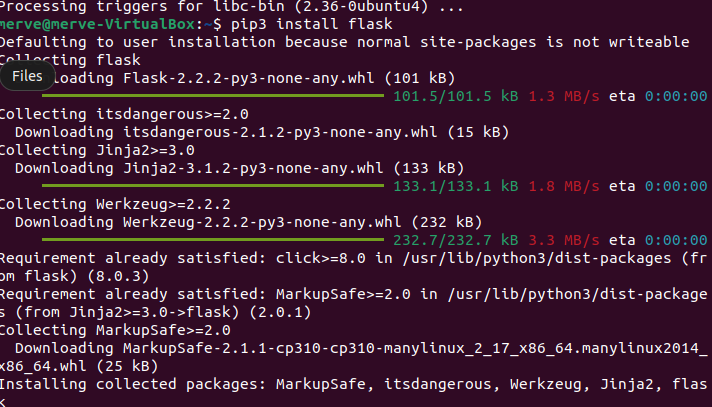 Processing triggers for libc-bin (2.36-0ubuntu4) ...
merve@merve-VirtualBox:~$ pip3 install flask
Defaulting to user installation because normal site-packages is not writeable
Collecting flask
Files
loading Flask-2.2.2-py3-none-any.whl (101 kB)
101.5/101.5 kB 1.3 MB/s eta 0:00:00
Collecting itsdangerous>=2.0
Downloading itsdangerous-2.1.2-py3-none-any.whl (15 kB)
Collecting Jinja2>=3.0
Downloading Jinja2-3.1.2-py3-none-any.whl (133 kB)
133.1/133.1 kB 1.8 MB/s eta 0:00:00
Collecting Werkzeug>=2.2.2
Downloading Werkzeug-2.2.2-py3-none-any.whl (232 kB)
232.7/232.7 kB 3.3 MB/s eta 0:00:00
Requirement already satisfied: click>=8.0 in /usr/lib/python3/dist-packages (fr
om flask) (8.0.3)
Requirement already satisfied: MarkupSafe>=2.0 in /usr/lib/python3/dist-package
s (from Jinja2>=3.0->flask) (2.0.1)
Collecting MarkupSafe>=2.0
Downloading MarkupSafe-2.1.1-cp310-cp310-manylinux_2_17_x86_64.manylinux2014_
x86_64.whl (25 kB)
Installing collected packages: MarkupSafe, itsdangerous, Werkzeug, Jinja2, flas
k